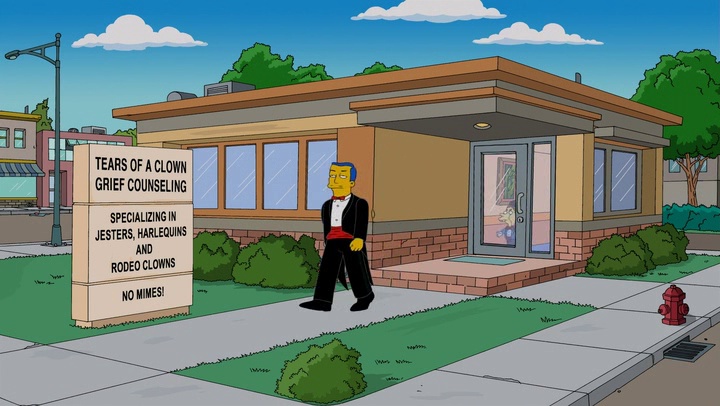 TEARS OF A CLOWN
GRIEF COUNSELING
SPECIALIZING IN
JESTERS, HARLEQUINS
AND
RODEO CLOWNS
NO MIMES!